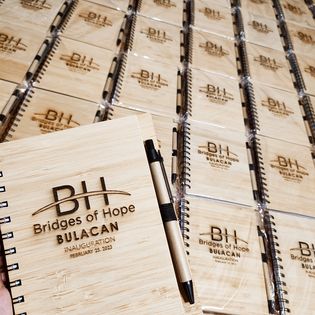 BH
Bridges of Hope
BULACAN
INAUGURATION
FEBRUARY 23, 2023